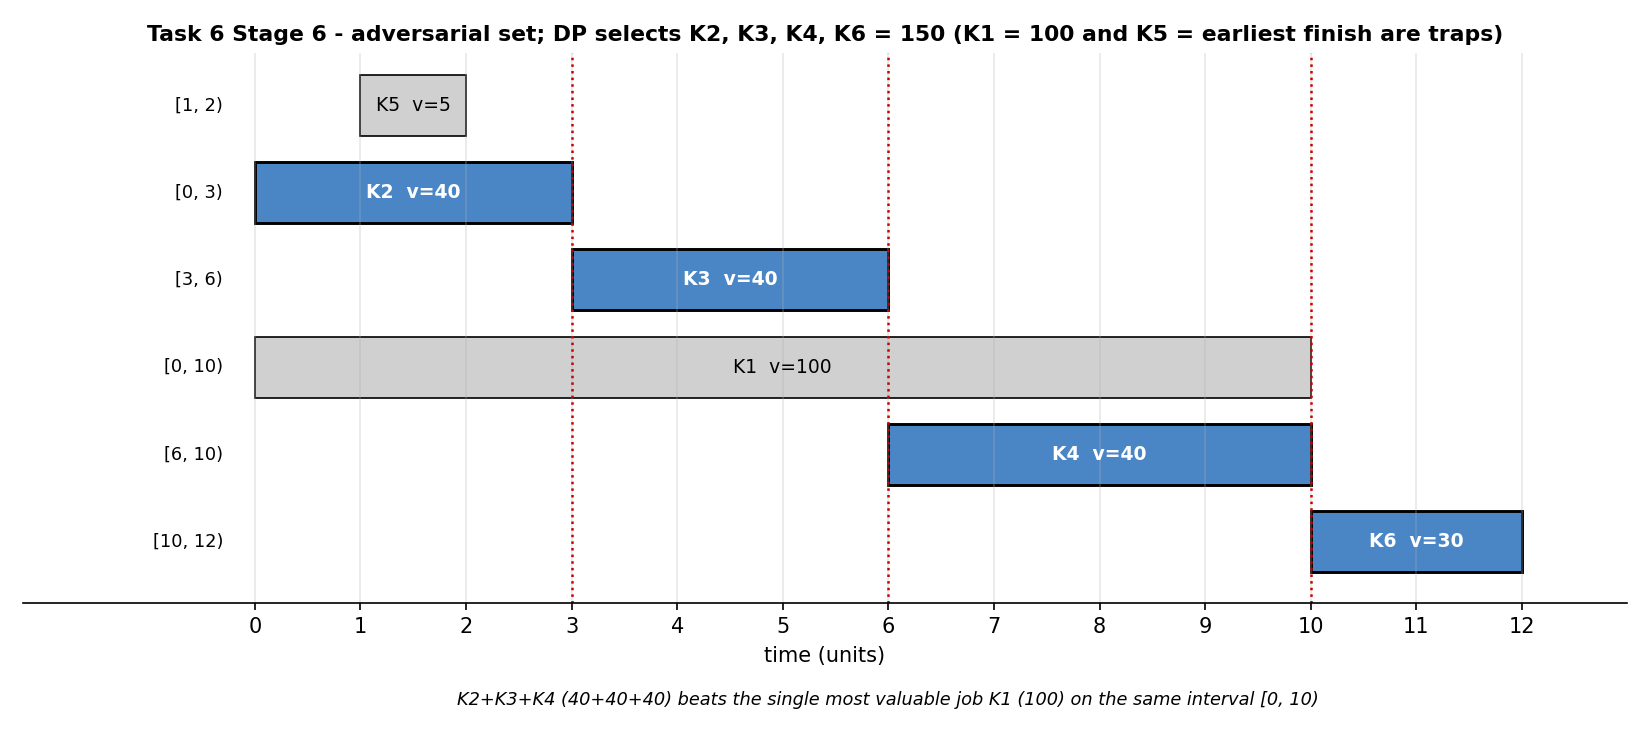 Task 6 Stage 6 - adversarial set; DP selects K2, K3, K4, K6 = 150 (K1 = 100 and K5 = earliest finish are traps)
[1, 2) K5 v=5
[0, 3) K2 v=40
[3, 6) K3 v=40
[0, 10) K1 v=100
[6, 10) K4 v=40
[10, 12) K6 v=30
0 1 2 3 4 5 6 7 8 9 10 11 12
time (units)
K2+K3+K4 (40+40+40) beats the single most valuable job K1 (100) on the same interval [0, 10)